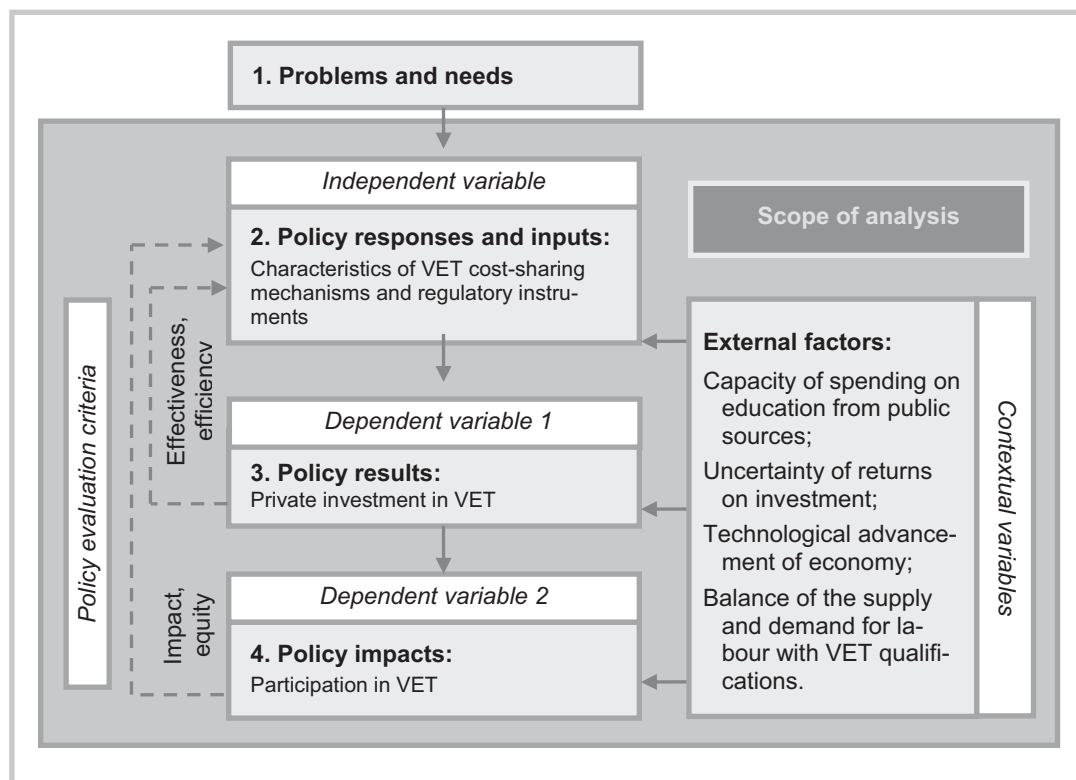 1. Problems and needs
Independent variable
2. Policy responses and inputs:
Characteristics of VET cost-sharing
mechanisms and regulatory instru-
ments
Scope of analysis
Policy evaluation criteria
Effectiveness,
efficiency
Dependent variable 1
3. Policy results:
Private investment in VET
Impact,
equity
Dependent variable 2
4. Policy impacts:
Participation in VET
External factors:
Capacity of spending on
education from public
sources;
Uncertainty of returns
on investment;
Technological advance-
ment of economy;
Balance of the supply
and demand for la-
bour with VET qualifi-
cations.
Contextual variables